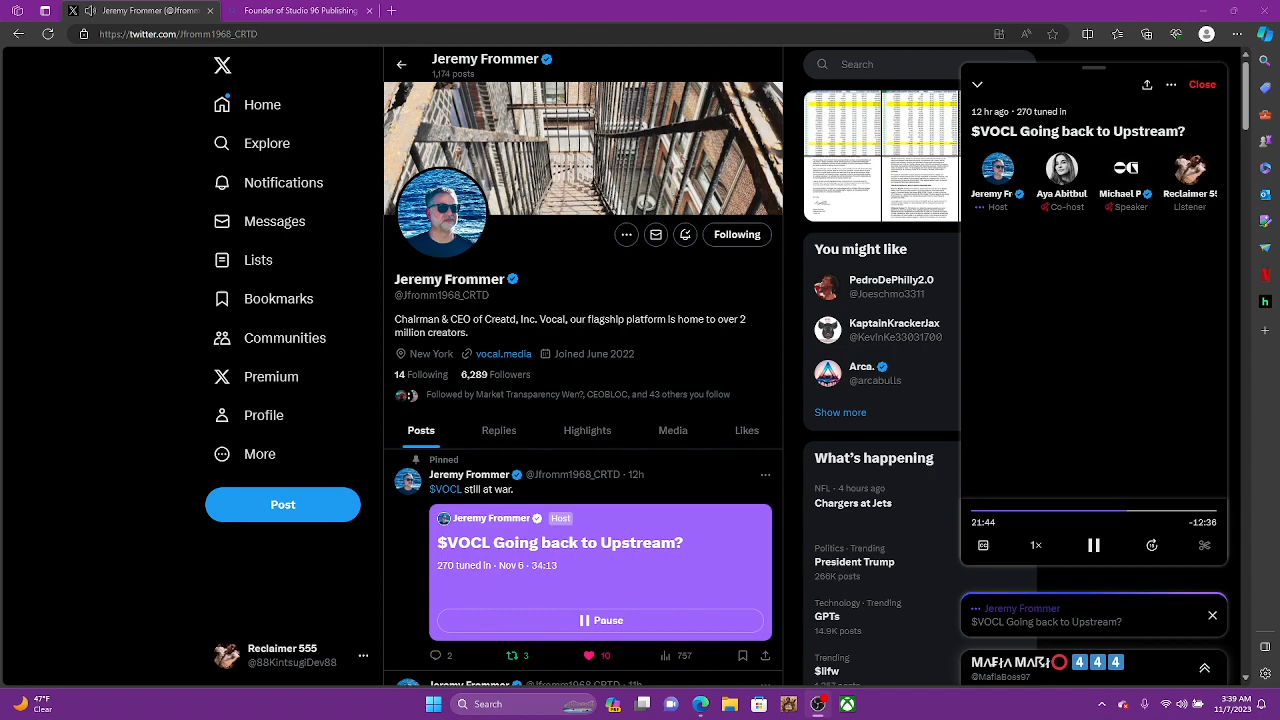 Jeremy Frommer (@Jfromm
Founder of Studio 96 Publishing
https://twitter.com/Jfromm1968_CRTD
Home
Explore
Notifications
Messages
Lists
Bookmarks
Communities
Premium
Profile
More
Post
Reclaimer 555
@88KintsugiDev88
Jeremy Frommer
1,174 posts
Following
Jeremy Frommer
@Jfromm1968_CRTD
Chairman & CEO of Creatd, Inc. Vocal, our flagship platform is home to over 2
million creators.
New York vocal.media Joined June 2022
14 Following 6,289 Followers
Followed by Market Transparency Wen?, CEOBLOC, and 43 others you follow
Posts Replies Highlights Media Likes
Pinned
Jeremy Frommer @Jfromm1968_CRTD · 12h
$VOCL still at war.
Jeremy Frommer Host
$VOCL Going back to Upstream?
270 tuned in · Nov 6 · 34:13
Pause
2 3 10 757
Jeremy Frommer @Jfromm1968_CRTD · 11h
Search
You might like
PedroDePhilly2.0
@Joeschmo3311
KaptainKrackerJax
@KevinKe33031700
Arca.
@arcabulls
Show more
What's happening
NFL · 4 hours ago
Chargers at Jets
Politics · Trending
President Trump
266K posts
Technology · Trending
GPTs
14.9K posts
Trending
$ilfw
Close
12 hr ago · 270 tuned in
$VOCL Going back to Upstream?
Jeremy Fr Aya Abitbul Michael P Reclaimer 5!
Host Co-host Speaker Listener
21:44 -12:36
1×
Jeremy Frommer
$VOCL Going back to Upstream?
@MafiaBoss97
Clear
Search
3:39 AM
11/7/2023